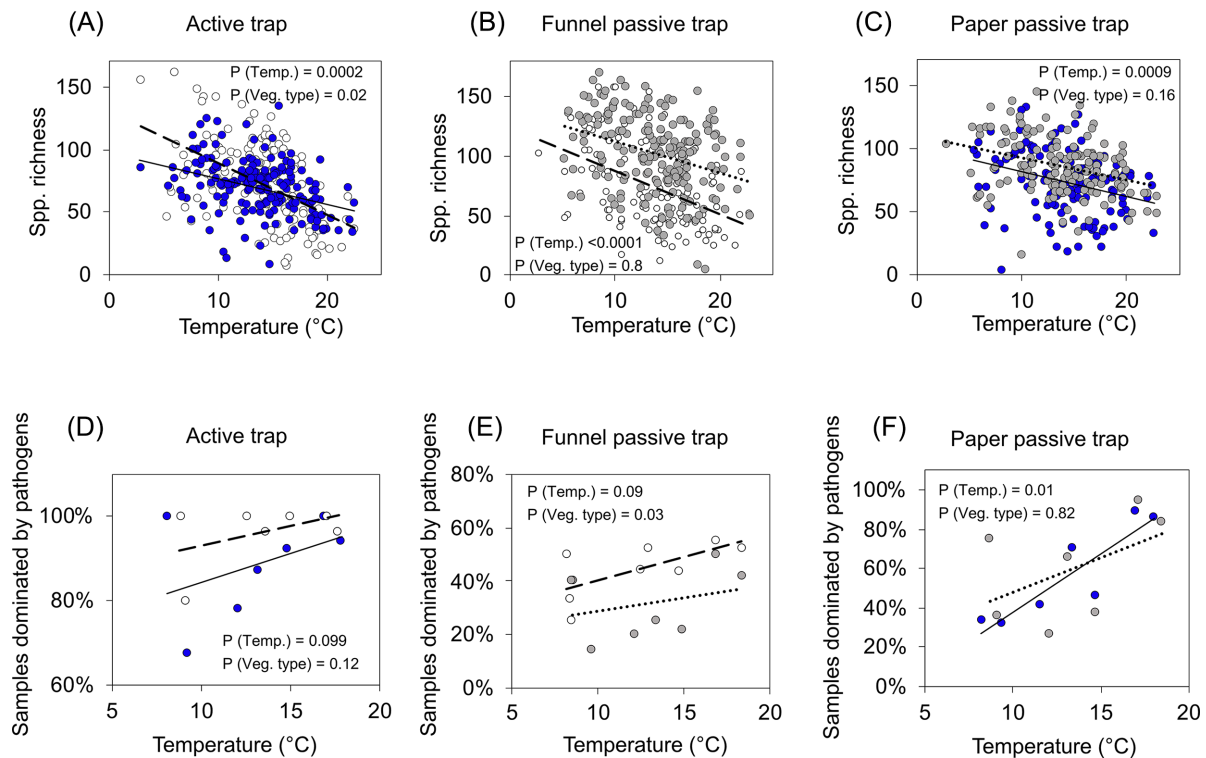 (A) Active trap
Spp. richness
150
100
50
0
P (Temp.) = 0.0002
P (Veg. type) = 0.02
0 10 20
Temperature (°C)
(B) Funnel passive trap
Spp. richness
150
100
50
0
P (Temp.) <0.0001
P (Veg. type) = 0.8
0 10 20
Temperature (°C)
(C) Paper passive trap
Spp. richness
150
100
50
0
P (Temp.) = 0.0009
P (Veg. type) = 0.16
0 10 20
Temperature (°C)
(D) Active trap
Samples dominated by pathogens
100%
80%
60%
P (Temp.) = 0.099
P (Veg. type) = 0.12
5 10 15 20
Temperature (°C)
(E) Funnel passive trap
Samples dominated by pathogens
80%
60%
40%
20%
0%
P (Temp.) = 0.09
P (Veg. type) = 0.03
5 10 15 20
Temperature (°C)
(F) Paper passive trap
Samples dominated by pathogens
100%
80%
60%
40%
20%
0%
P (Temp.) = 0.01
P (Veg. type) = 0.82
5 10 15 20
Temperature (°C)